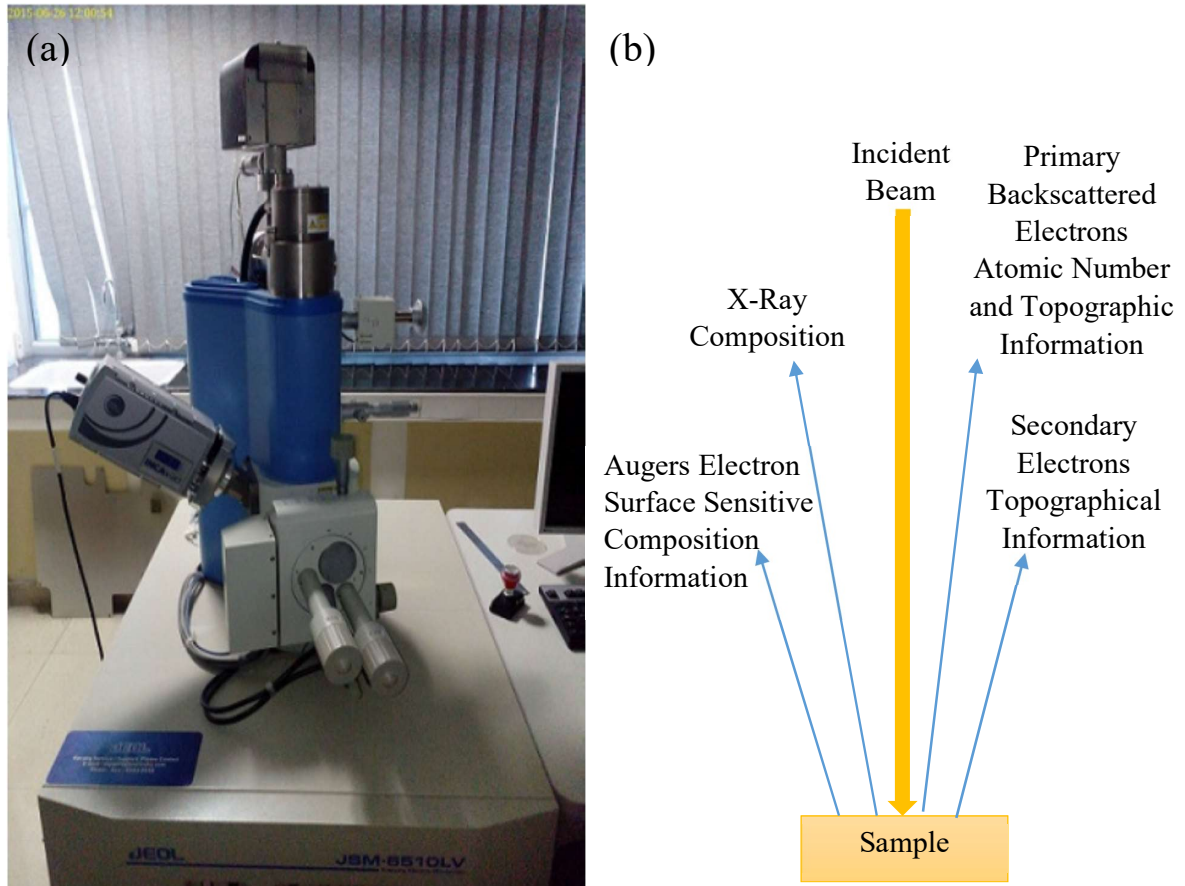 2015-06-26 12:00:54
(a)
JEOL
JEOL
JSM-6510LV
(b)
Incident
Beam
Primary
Backscattered
Electrons
Atomic Number
and Topographic
Information
X-Ray
Composition
Secondary
Electrons
Topographical
Information
Augers Electron
Surface Sensitive
Composition
Information
Sample